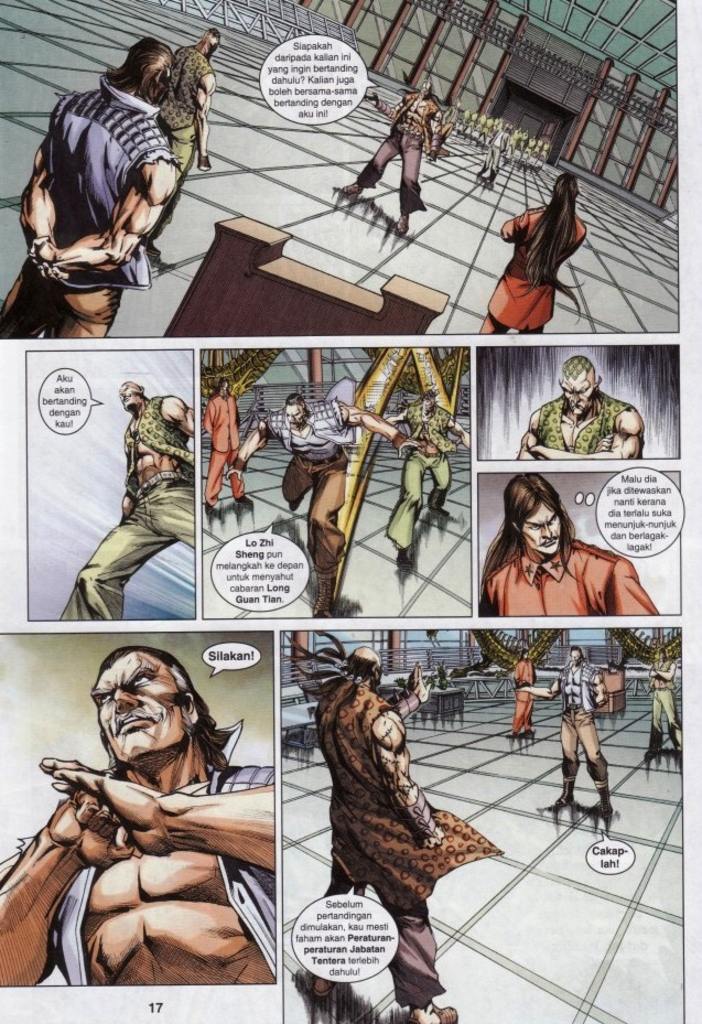 Siapakah
daripada kalian ini
yang ingin bertanding
dahulu? Kalian juga
boleh bersama-sama
bertanding dengan
aku ini!
Aku
akan
bertanding
dengan
kau!
Lo Zhi
Sheng pun
melangkah ke depan
untuk menyahut
cabaran Long
Guan Tian.
Malu dia
jika ditewaskan
nanti kerana
dia terlalu suka
menunjuk-nunjuk
dan berlagak-
lagak!
Silakan!
Cakap-
lah!
Sebelum
pertandingan
dimulakan, kau mesti
faham akan Peraturan-
peraturan Jabatan
Tentera terlebih
dahulu!
17